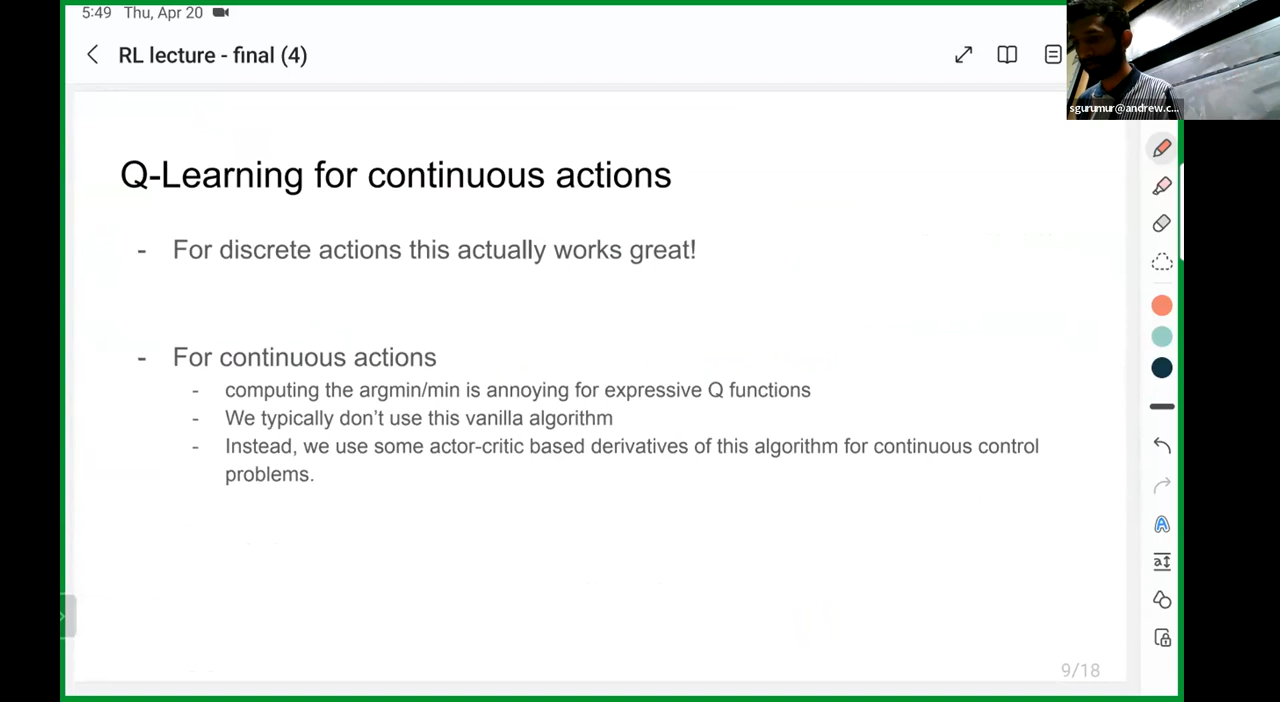 5:49 Thu, Apr 20
RL lecture - final (4)
sgurumur@andrew.c...
Q-Learning for continuous actions
- For discrete actions this actually works great!
- For continuous actions
- computing the argmin/min is annoying for expressive Q functions
- We typically don't use this vanilla algorithm
- Instead, we use some actor-critic based derivatives of this algorithm for continuous control
problems.
9/18